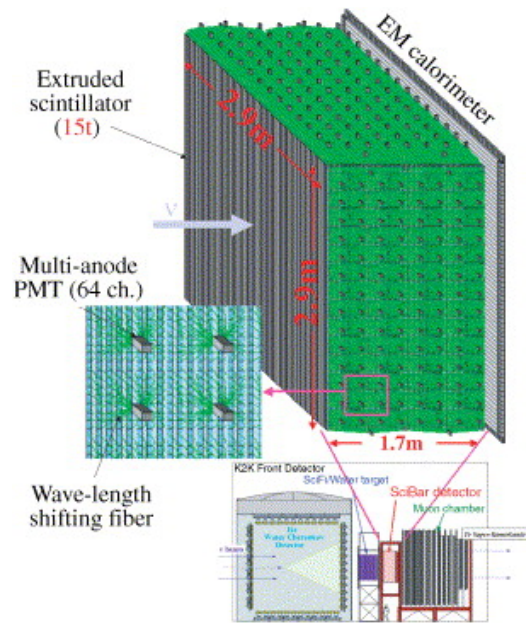 Extruded
scintillator
(15t)
EM calorimeter
2.9m
ν
2.9m
Multi-anode
PMT (64 ch.)
1.7m
Wave-length
shifting fiber
K2K Front Detector
SciFi/Water target
SciBar detector
Muon chamber
Water Cherenkov
Detector